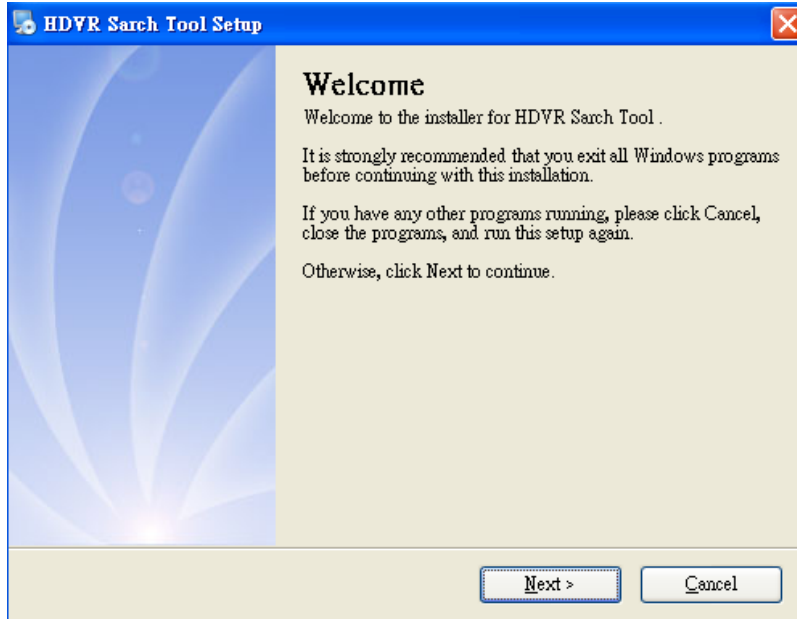 HDVR Sarch Tool Setup
Welcome
Welcome to the installer for HDVR Sarch Tool .
It is strongly recommended that you exit all Windows programs
before continuing with this installation.
If you have any other programs running, please click Cancel,
close the programs, and run this setup again.
Otherwise, click Next to continue.
Next >
Cancel